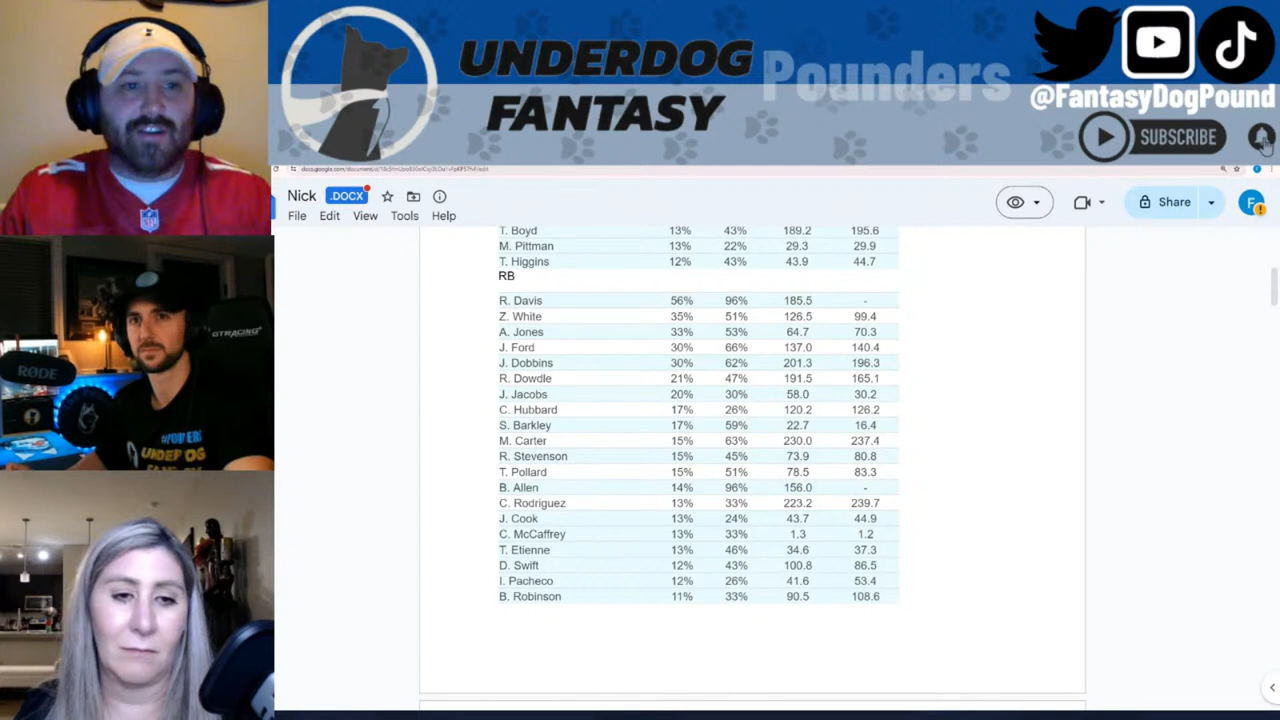 UNDERDOG
FANTASY
Pounders
@FantasyDogPound
SUBSCRIBE
Nick .DOCX
File Edit View Tools Help
Share
F
T. Boyd 13% 43% 189.2 195.6
M. Pittman 13% 22% 29.3 29.9
T. Higgins 12% 43% 43.9 44.7
RB
R. Davis 56% 96% 185.5 -
Z. White 35% 51% 126.5 99.4
A. Jones 33% 53% 64.7 70.3
J. Ford 30% 66% 137.0 140.4
J. Dobbins 30% 62% 201.3 196.3
R. Dowdle 21% 47% 191.5 165.1
J. Jacobs 20% 30% 58.0 30.2
C. Hubbard 17% 26% 120.2 126.2
S. Barkley 17% 59% 22.7 16.4
M. Carter 15% 63% 230.0 237.4
R. Stevenson 15% 45% 73.9 80.8
T. Pollard 15% 51% 78.5 83.3
B. Allen 14% 96% 156.0 -
C. Rodriguez 13% 33% 223.2 239.7
J. Cook 13% 24% 43.7 44.9
C. McCaffrey 13% 33% 1.3 1.2
T. Etienne 13% 46% 34.6 37.3
D. Swift 12% 43% 100.8 86.5
I. Pacheco 12% 26% 41.6 53.4
B. Robinson 11% 33% 90.5 108.6
NFL
GTRACING
RØDE
UNDERDOG